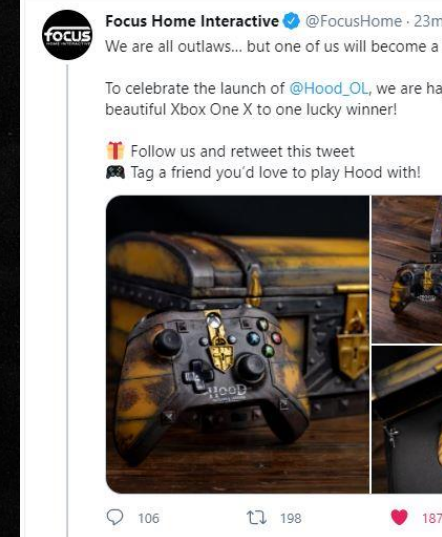 focus
HOME INTERACTIVE
Focus Home Interactive @FocusHome · 23m
We are all outlaws... but one of us will become a
To celebrate the launch of @Hood_OL, we are ha
beautiful Xbox One X to one lucky winner!
Follow us and retweet this tweet
Tag a friend you'd love to play Hood with!
HOOD
106 198 187